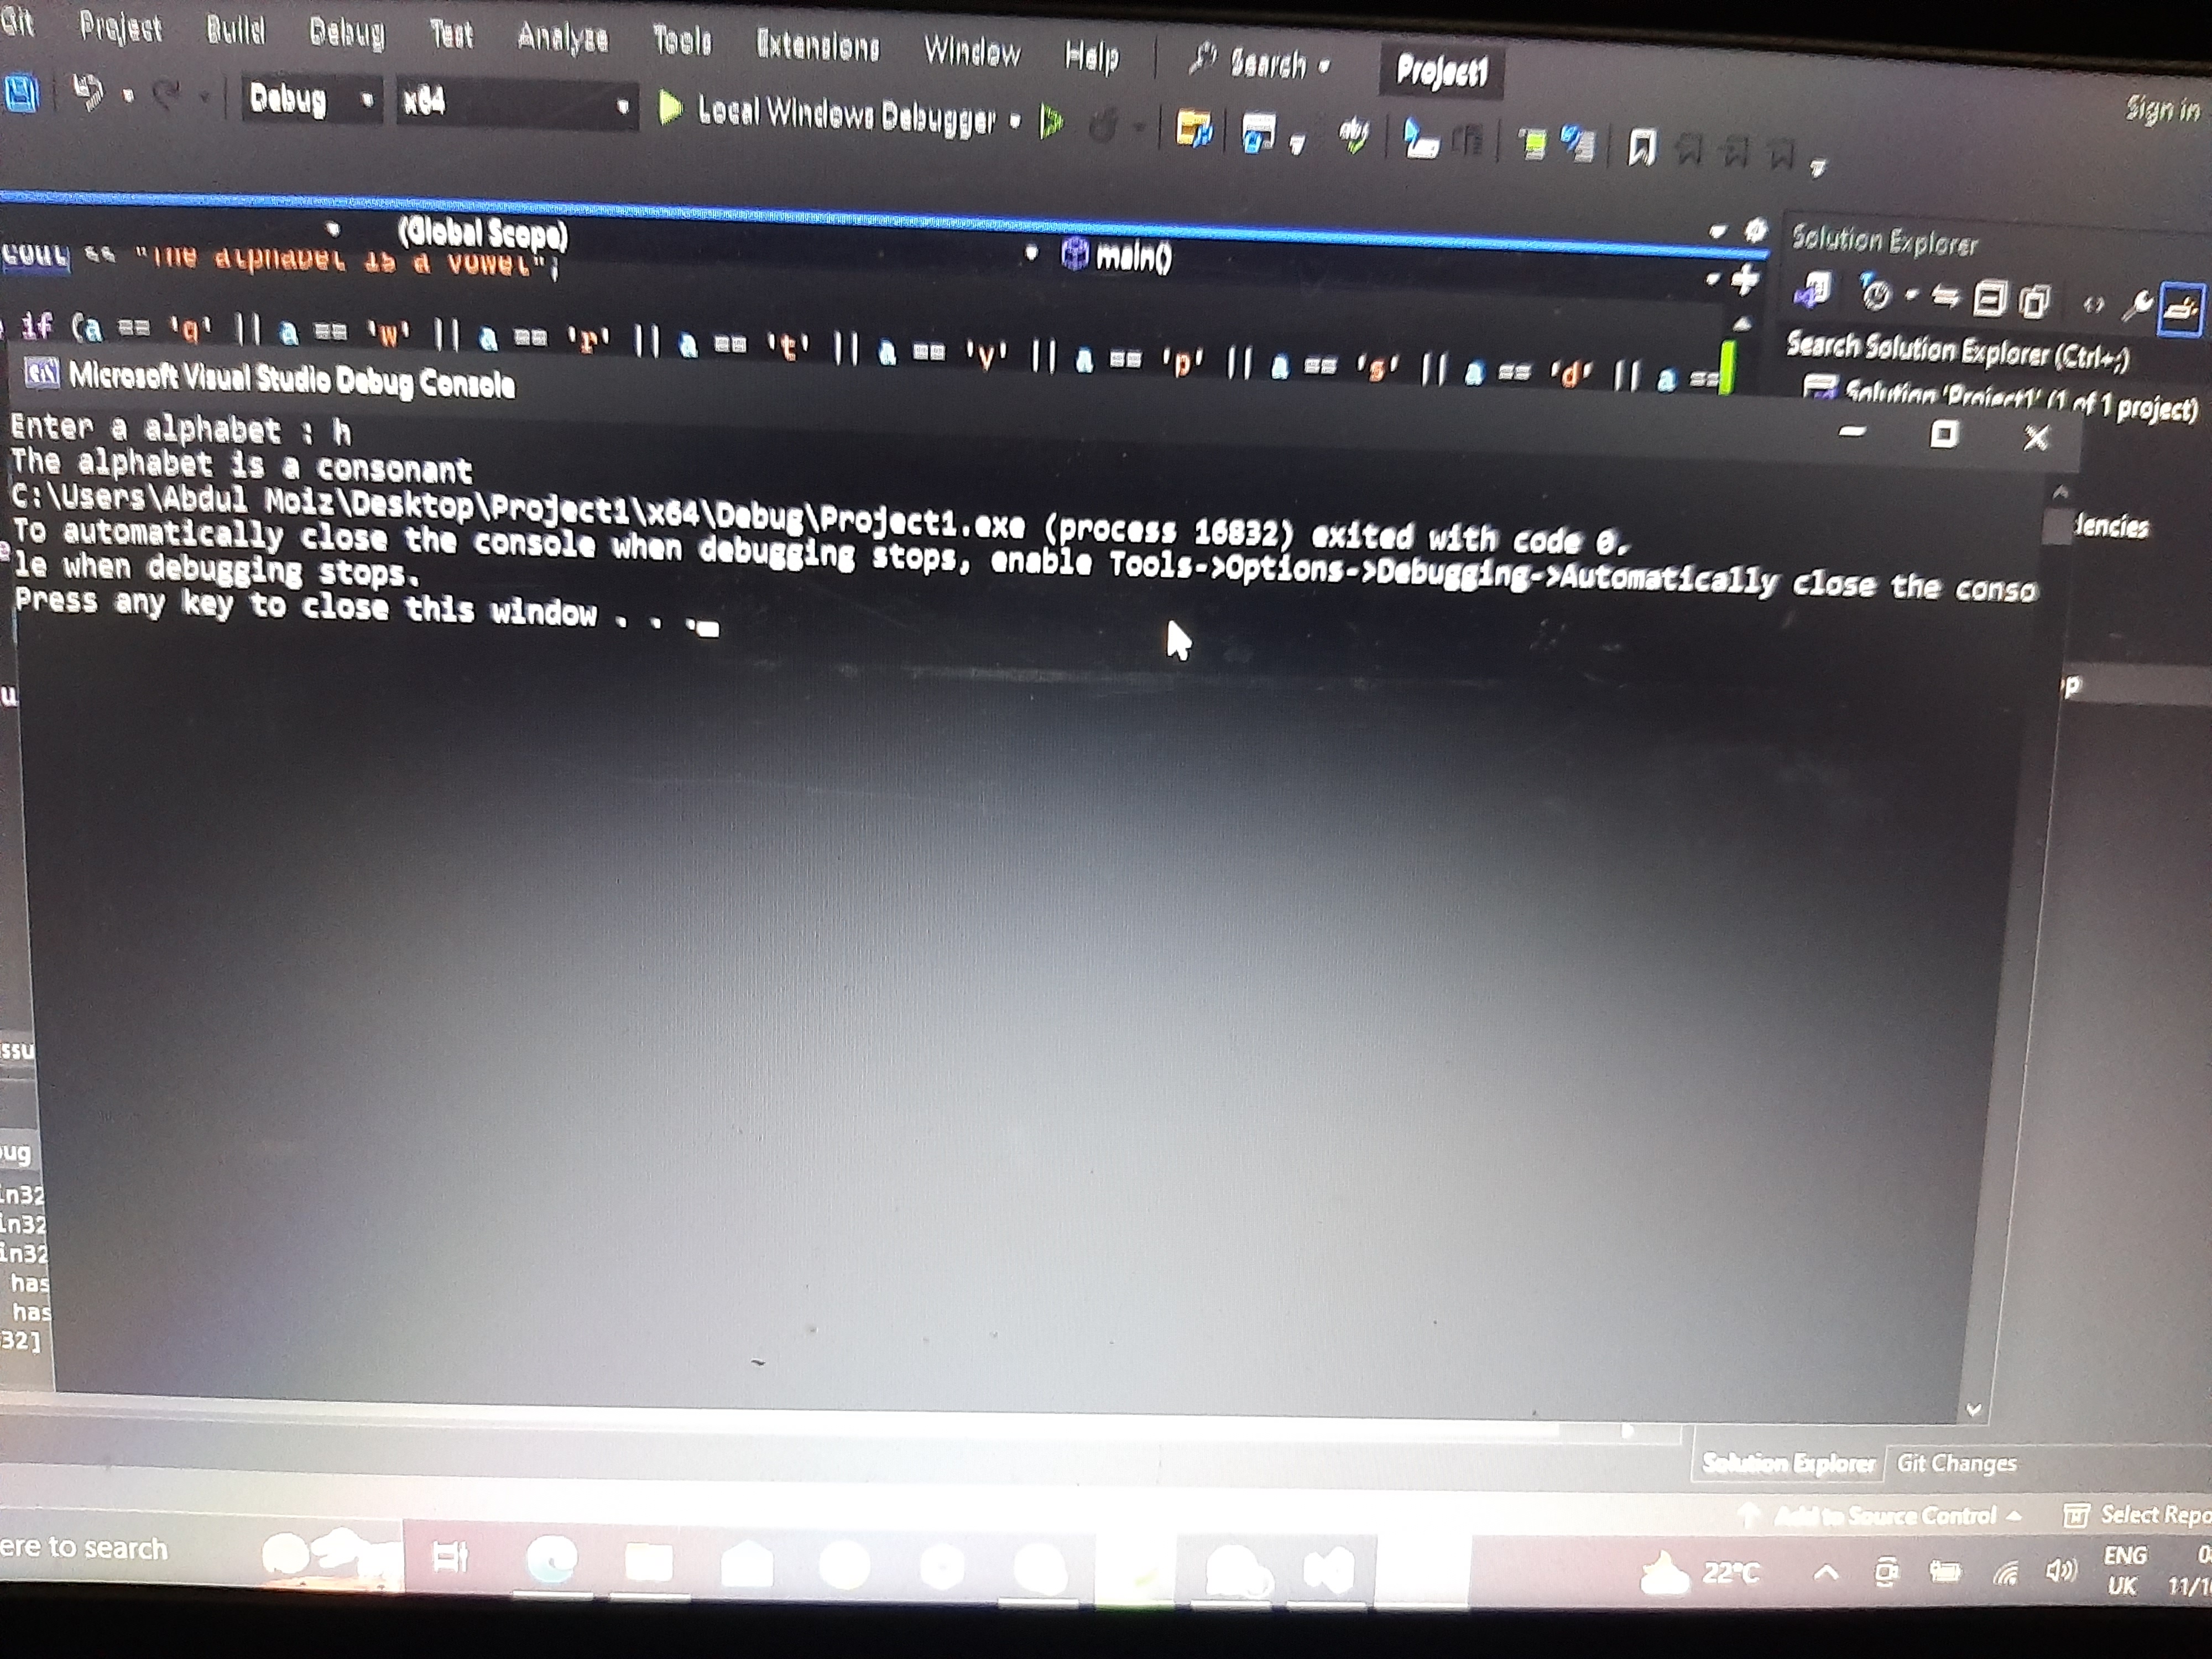 Git Project Build Debug Test Analyze Tools Extensions Window Help Search Project1
Sign in
Debug x64 Local Windows Debugger
(Global Scope) main()
cout << "The alphabet is a vowel";
if (a == 'q' || a == 'w' || a == 'r' || a == 't' || a == 'y' || a == 'p' || a == 's' || a == 'd' || a ==
Solution Explorer
Search Solution Explorer (Ctrl+;)
Solution 'Project1' (1 of 1 project)
dencies
Microsoft Visual Studio Debug Console
Enter a alphabet : h
The alphabet is a consonant
C:\Users\Abdul Moiz\Desktop\Project1\x64\Debug\Project1.exe (process 16832) exited with code 0.
To automatically close the console when debugging stops, enable Tools->Options->Debugging->Automatically close the conso
le when debugging stops.
Press any key to close this window . . .
p
u
ssu
ug
in32
in32
in32
has
has
32]
Solution Explorer Git Changes
Add to Source Control Select Repo
ere to search
22°C
ENG
UK
0
11/1